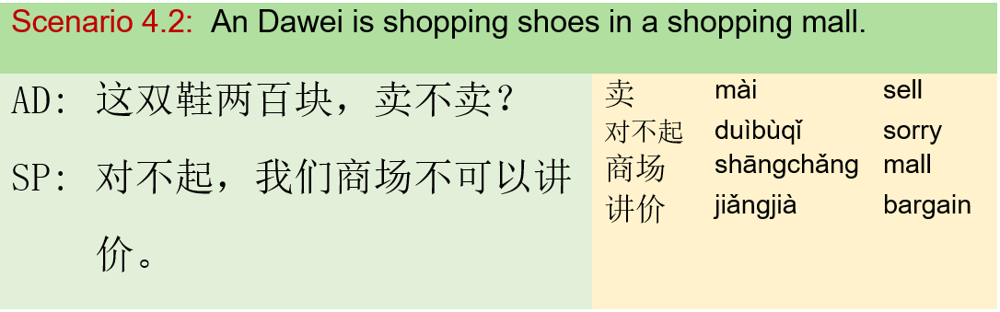 Scenario 4.2: An Dawei is shopping shoes in a shopping mall.
AD: 这双鞋两百块，卖不卖？
SP: 对不起，我们商场不可以讲
价。
卖 mài sell
对不起 duìbùqǐ sorry
商场 shāngchǎng mall
讲价 jiǎngjià bargain